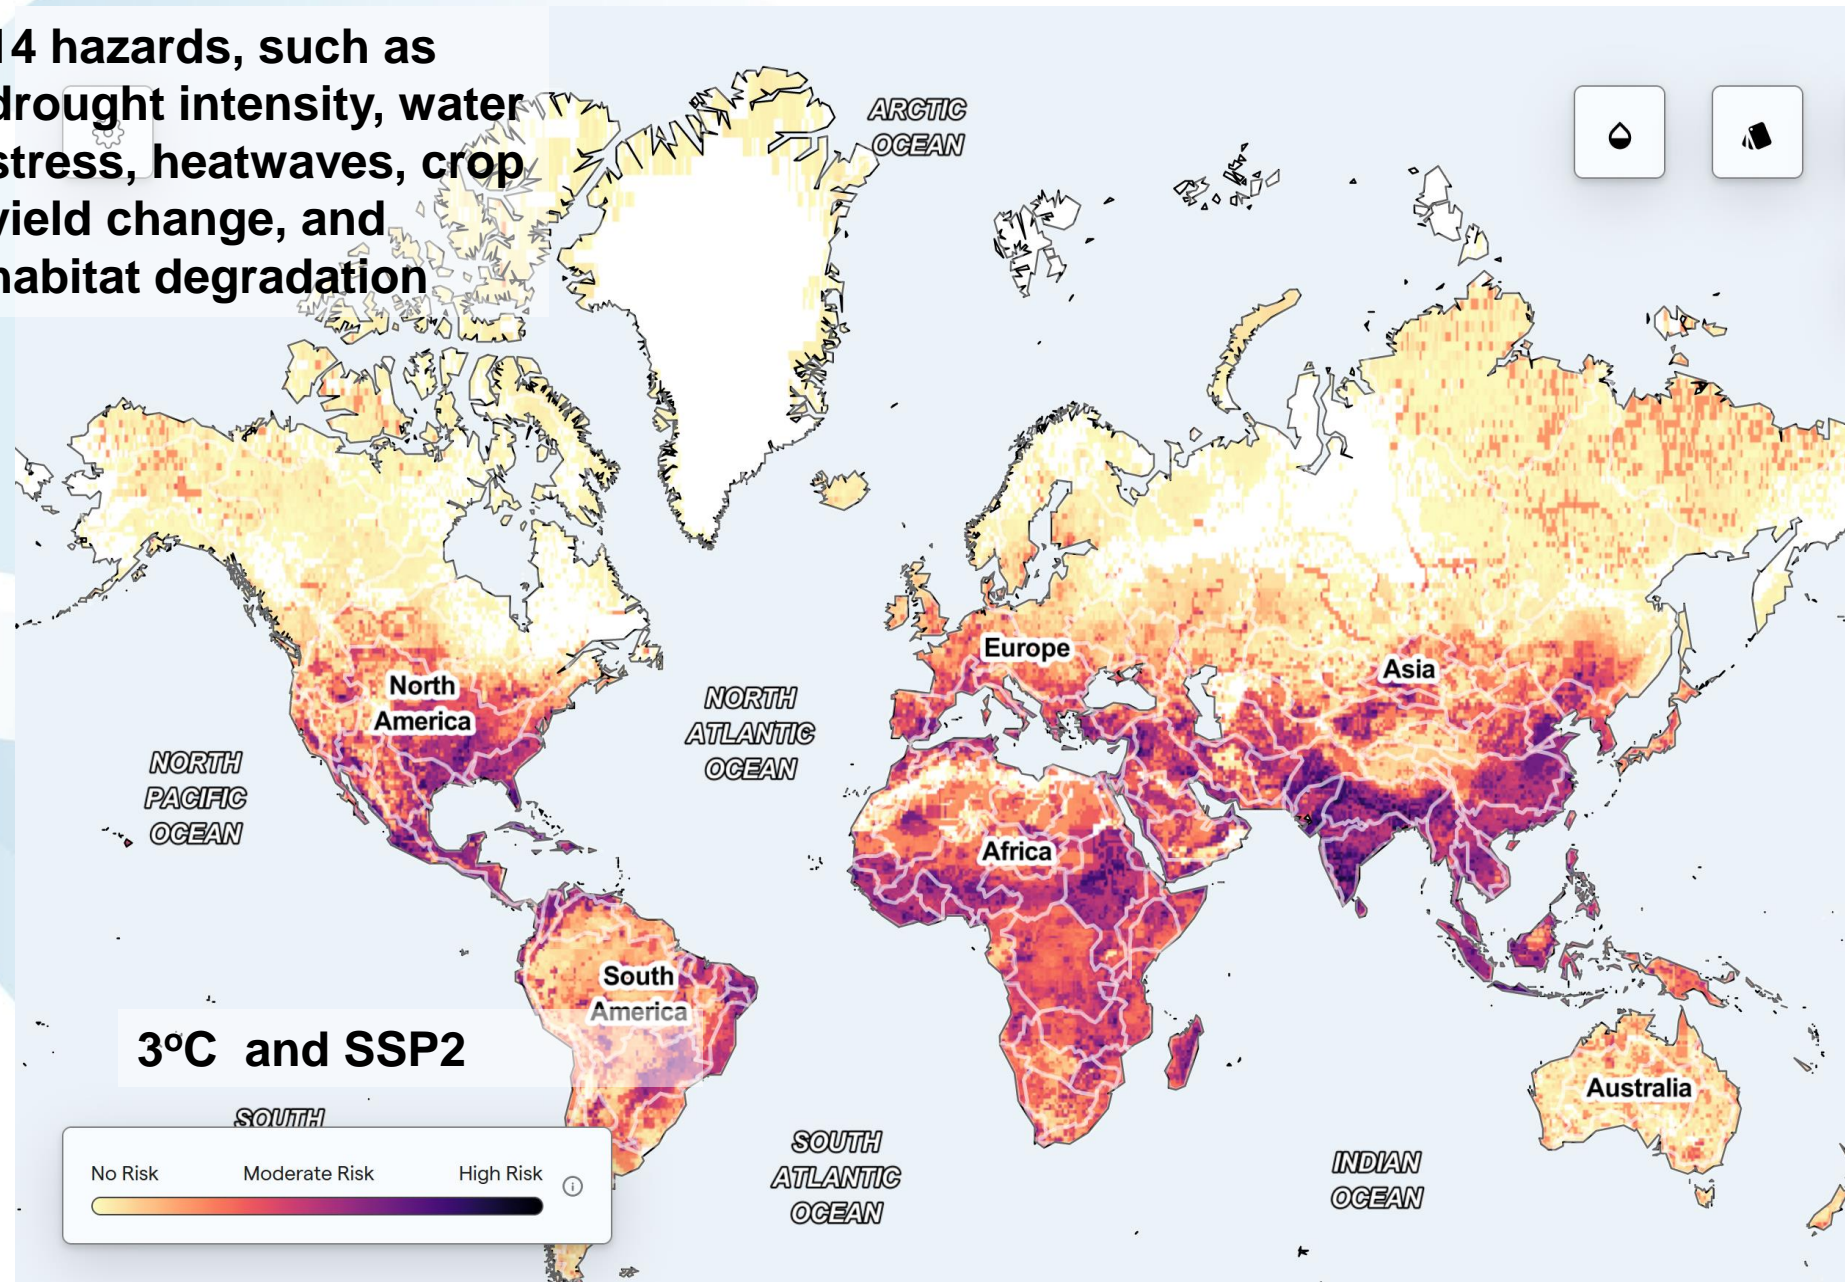 14 hazards, such as
drought intensity, water
stress, heatwaves, crop
yield change, and
habitat degradation
ARCTIC
OCEAN
Europe
Asia
North
America
NORTH
ATLANTIC
OCEAN
NORTH
PACIFIC
OCEAN
Africa
South
America
3ºC and SSP2
Australia
SOUTH
SOUTH
ATLANTIC
OCEAN
INDIAN
OCEAN
No Risk Moderate Risk High Risk